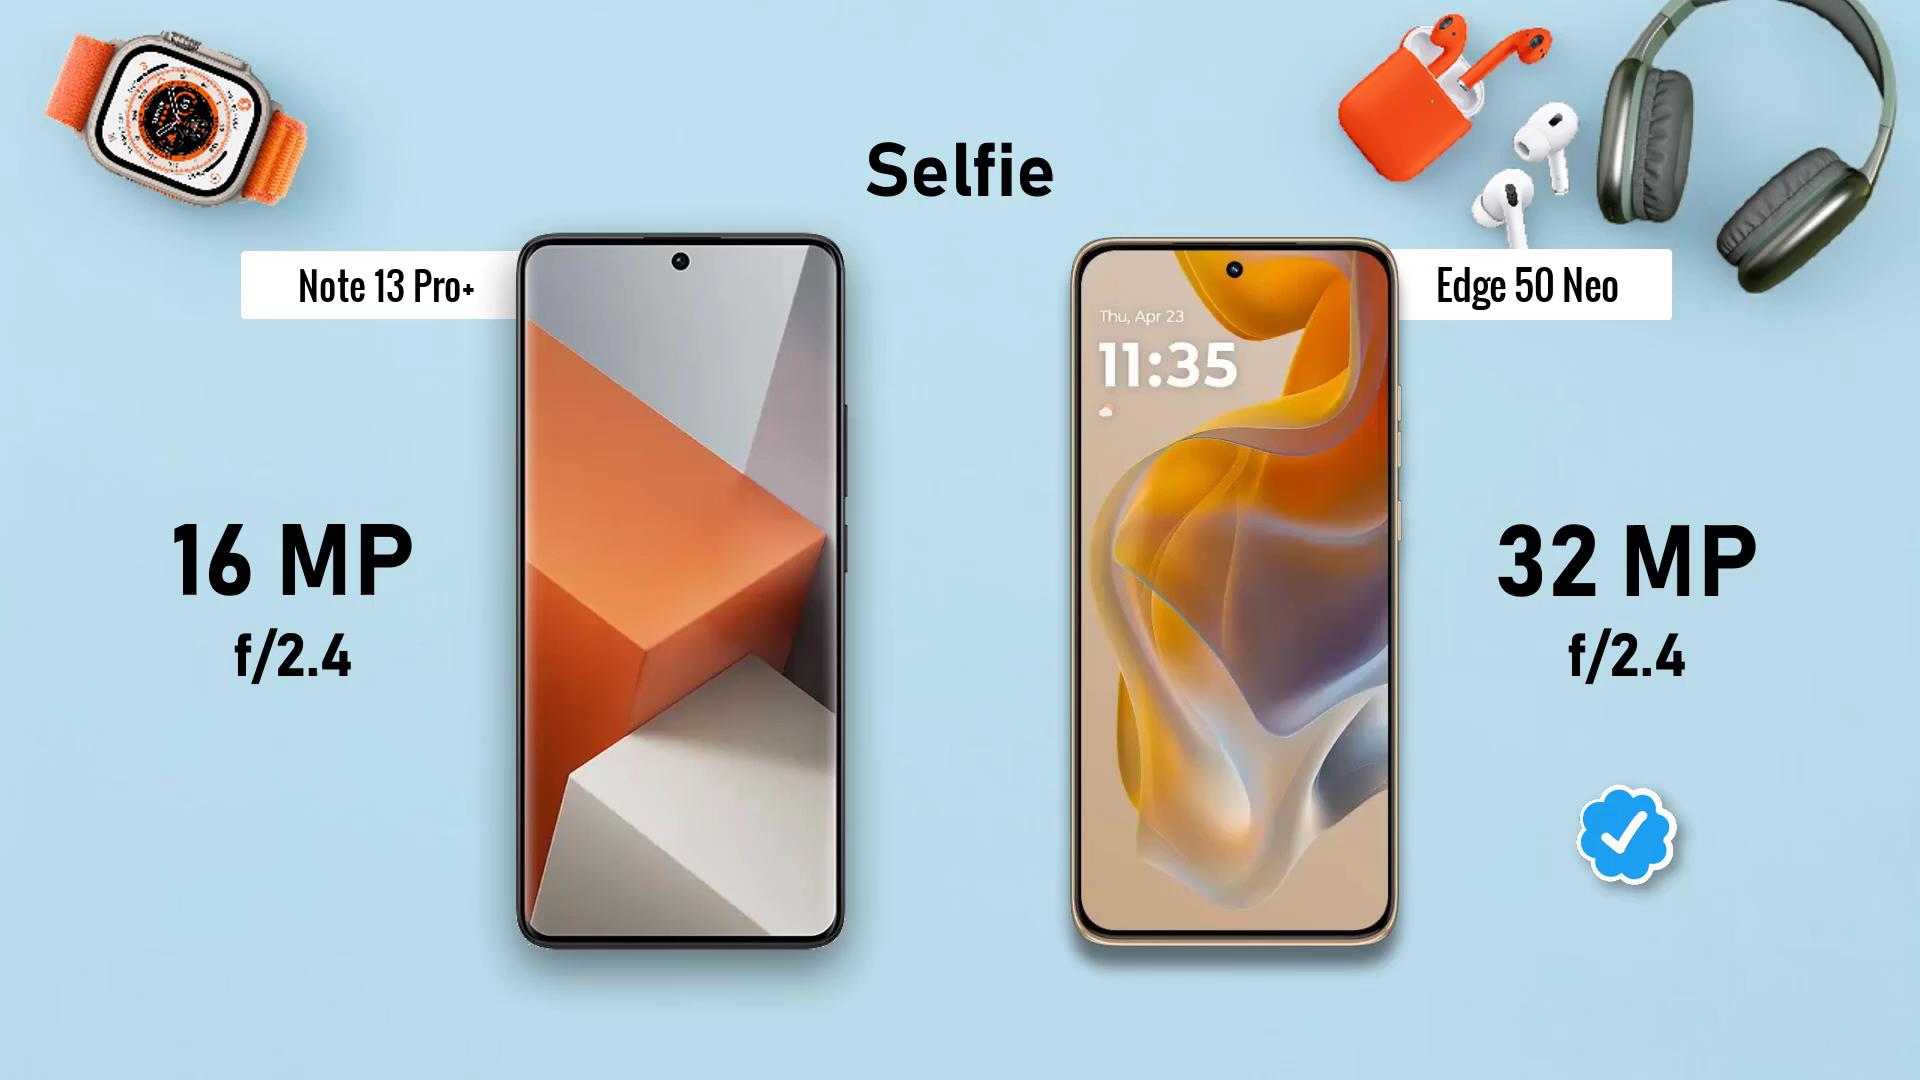 Selfie
Note 13 Pro+
Edge 50 Neo
Thu, Apr 23
11:35
16 MP
f/2.4
32 MP
f/2.4